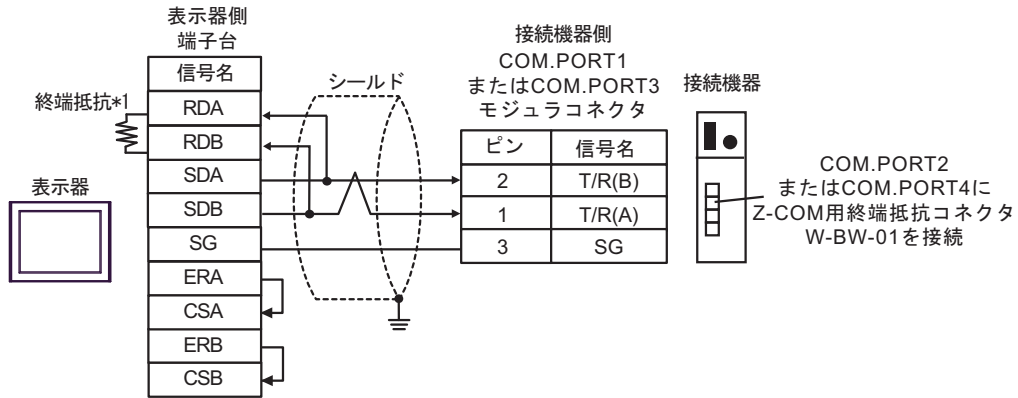 表示器側
端子台
信号名
終端抵抗*1
RDA
RDB
SDA
SDB
SG
ERA
CSA
ERB
CSB
表示器
シールド
接続機器側
COM.PORT1
またはCOM.PORT3
モジュラコネクタ
ピン 信号名
2 T/R(B)
1 T/R(A)
3 SG
接続機器
COM.PORT2
またはCOM.PORT4に
Z-COM用終端抵抗コネクタ
W-BW-01を接続